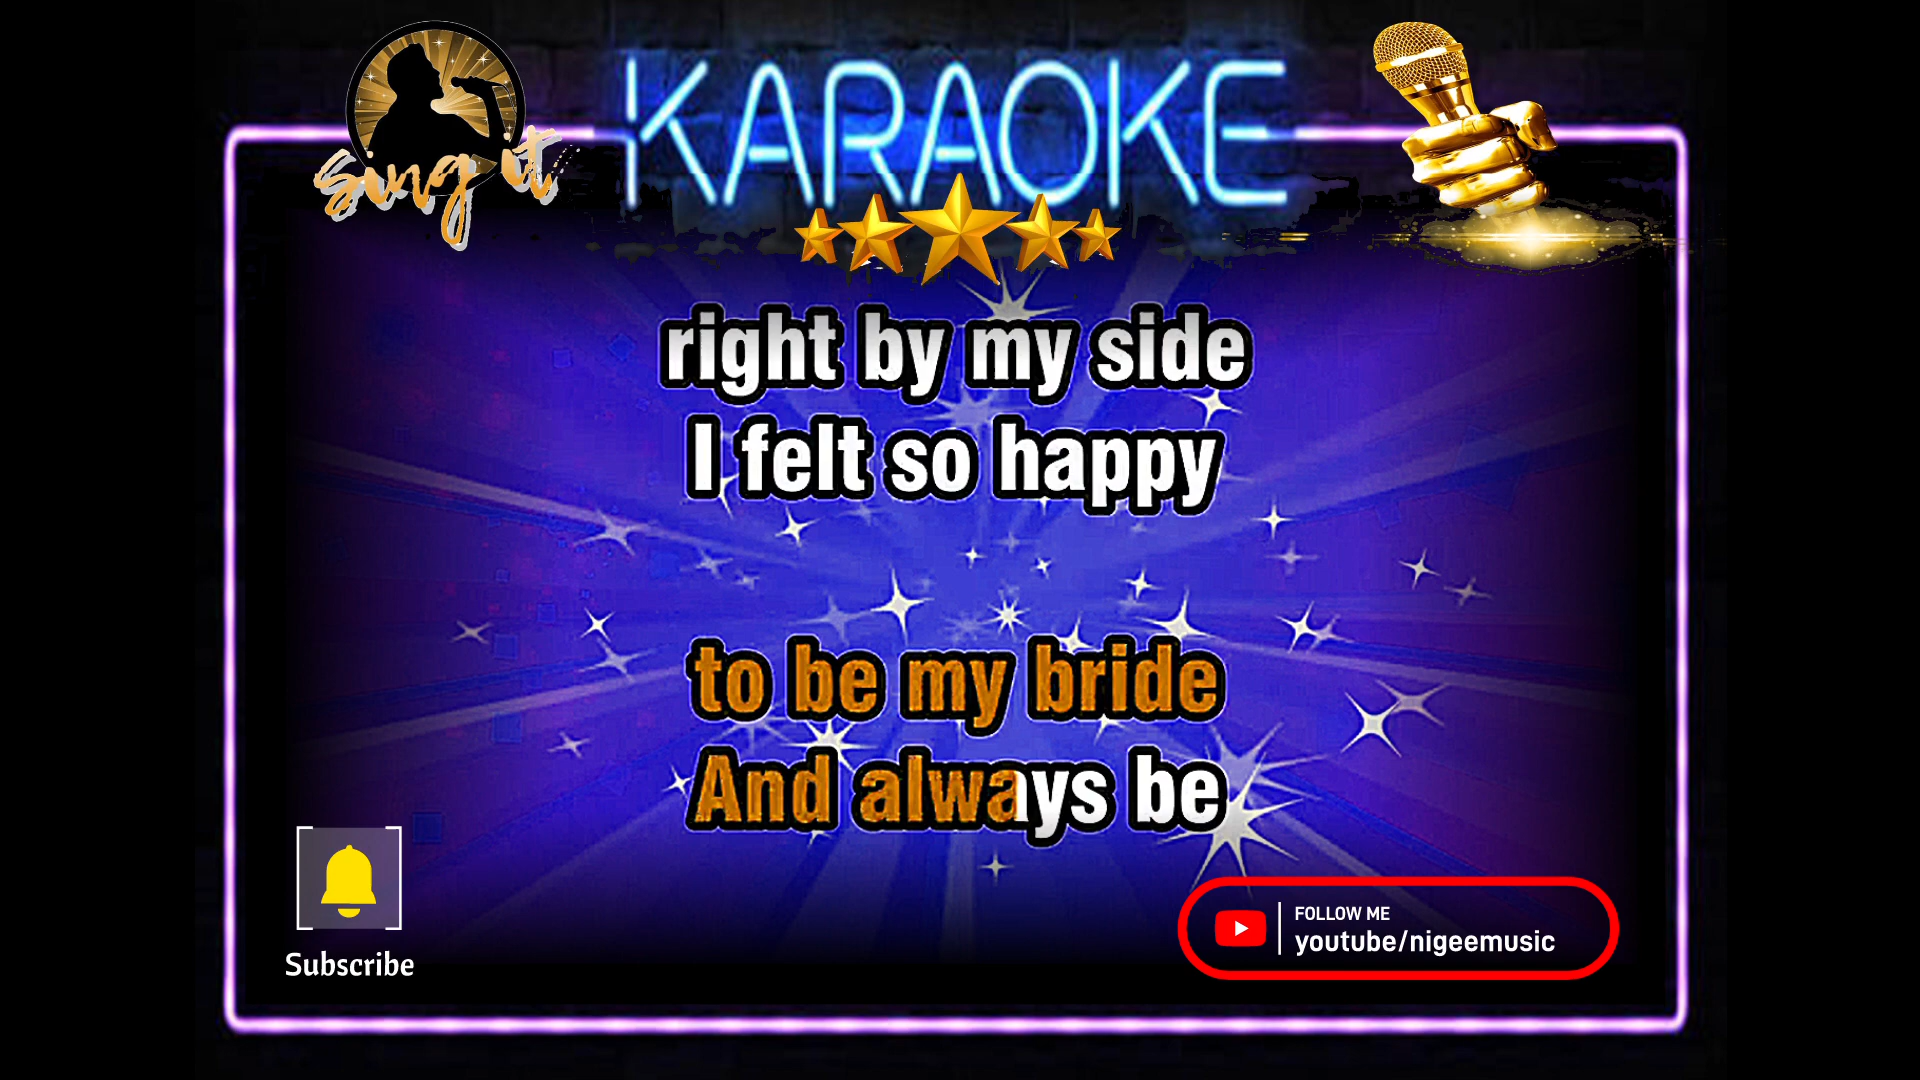 sing it
KARAOKE
right by my side
I felt so happy
to be my bride
And always be
Subscribe
FOLLOW ME
youtube/nigeemusic